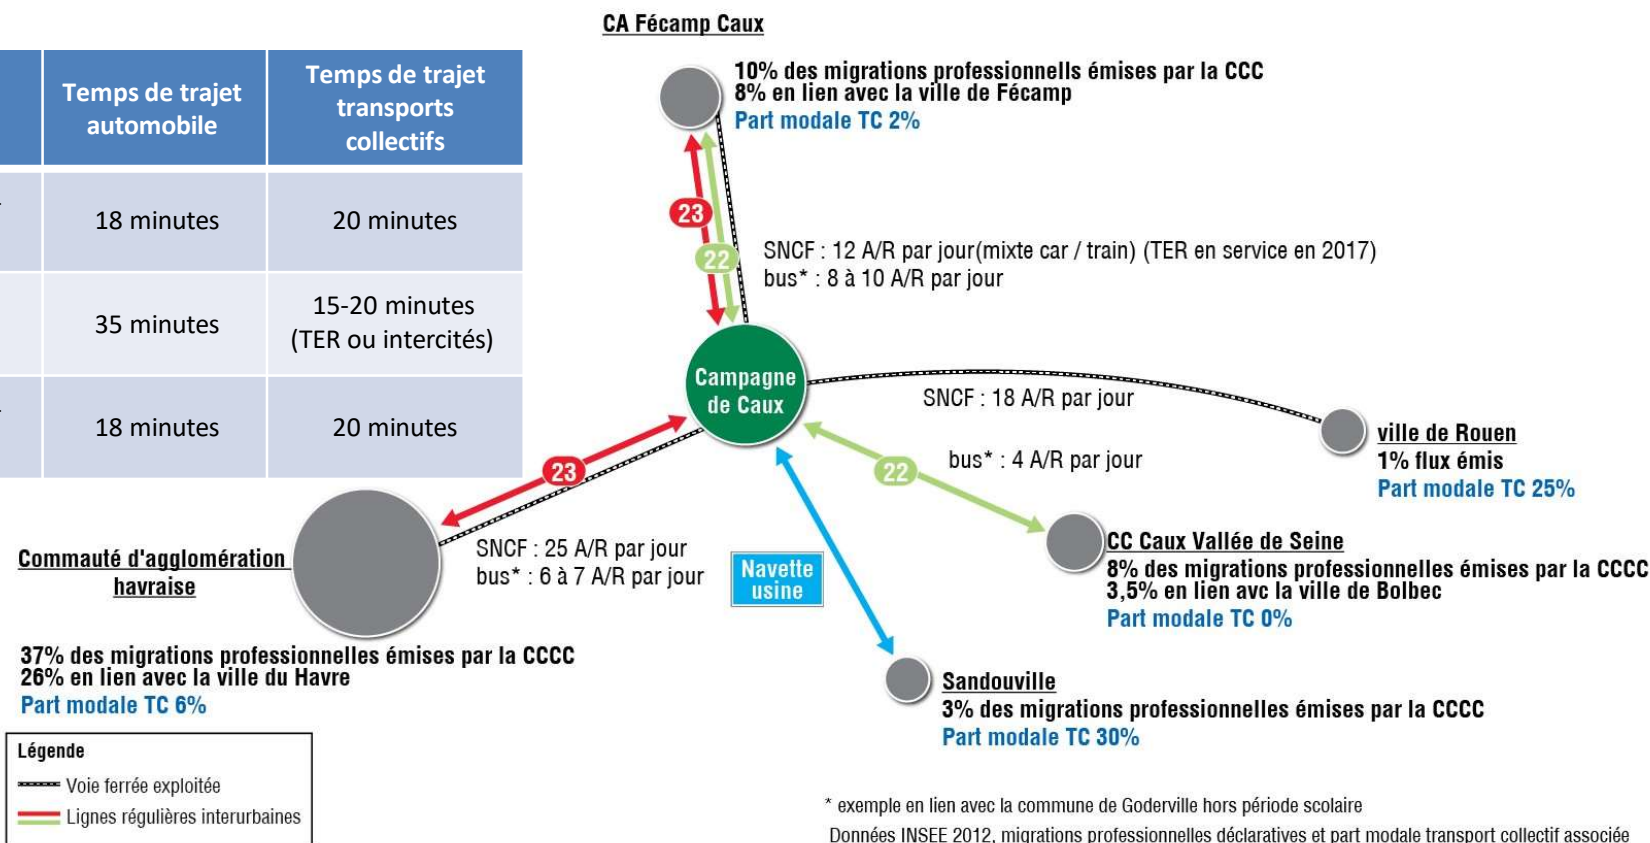 CA Fécamp Caux
10% des migrations professionnells émises par la CCC
8% en lien avec la ville de Fécamp
Part modale TC 2%
Temps de trajet
automobile
Temps de trajet
transports
collectifs
18 minutes
20 minutes
35 minutes
15-20 minutes
(TER ou intercités)
18 minutes
20 minutes
23
22
SNCF : 12 A/R par jour(mixte car / train) (TER en service en 2017)
bus* : 8 à 10 A/R par jour
Campagne
de Caux
SNCF : 18 A/R par jour
ville de Rouen
1% flux émis
Part modale TC 25%
bus* : 4 A/R par jour
22
23
CC Caux Vallée de Seine
8% des migrations professionnelles émises par la CCCC
3,5% en lien avc la ville de Bolbec
Part modale TC 0%
SNCF : 25 A/R par jour
bus* : 6 à 7 A/R par jour
Navette
usine
Commauté d'agglomération
havraise
37% des migrations professionnelles émises par la CCCC
26% en lien avec la ville du Havre
Part modale TC 6%
Sandouville
3% des migrations professionnelles émises par la CCCC
Part modale TC 30%
Légende
Voie ferrée exploitée
Lignes régulières interurbaines
* exemple en lien avec la commune de Goderville hors période scolaire
Données INSEE 2012, migrations professionnelles déclaratives et part modale transport collectif associée